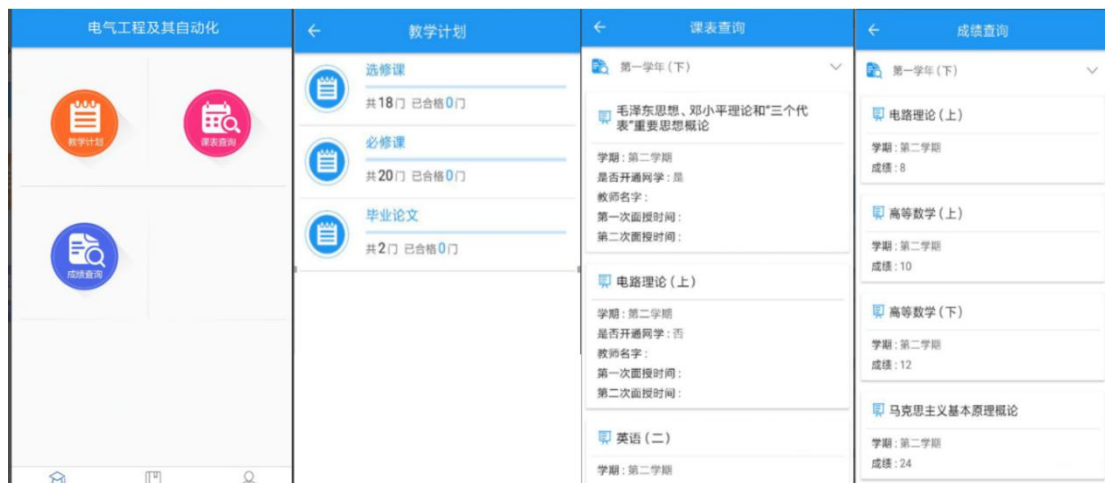 电气工程及其自动化
教学计划
课表查询
成绩查询
教学计划
选修课
共18门 已合格0门
必修课
共20门 已合格0门
毕业论文
共2门 已合格0门
课表查询
第一学年(下)
毛泽东思想、邓小平理论和“三个代
表”重要思想概论
学期:第二学期
是否开通网学:是
教师名字:
第一次面授时间:
第二次面授时间:
电路理论(上)
学期:第二学期
是否开通网学:否
教师名字:
第一次面授时间:
第二次面授时间:
英语(二)
学期:第二学期
成绩查询
第一学年(下)
电路理论(上)
学期:第二学期
成绩:8
高等数学(上)
学期:第二学期
成绩:10
高等数学(下)
学期:第二学期
成绩:12
马克思主义基本原理概论
学期:第二学期
成绩:24